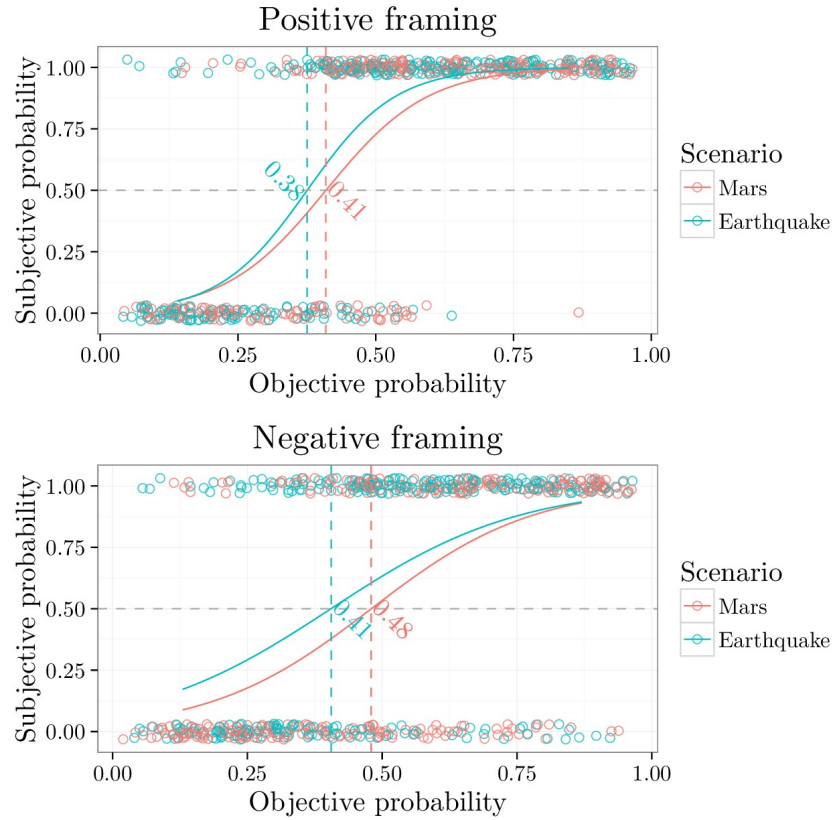 Positive framing
Subjective probability
1.00
0.75
0.50
0.25
0.00
0.38
0.41
0.00 0.25 0.50 0.75 1.00
Objective probability
Scenario
Mars
Earthquake
Negative framing
Subjective probability
1.00
0.75
0.50
0.25
0.00
0.41
0.48
0.00 0.25 0.50 0.75 1.00
Objective probability
Scenario
Mars
Earthquake